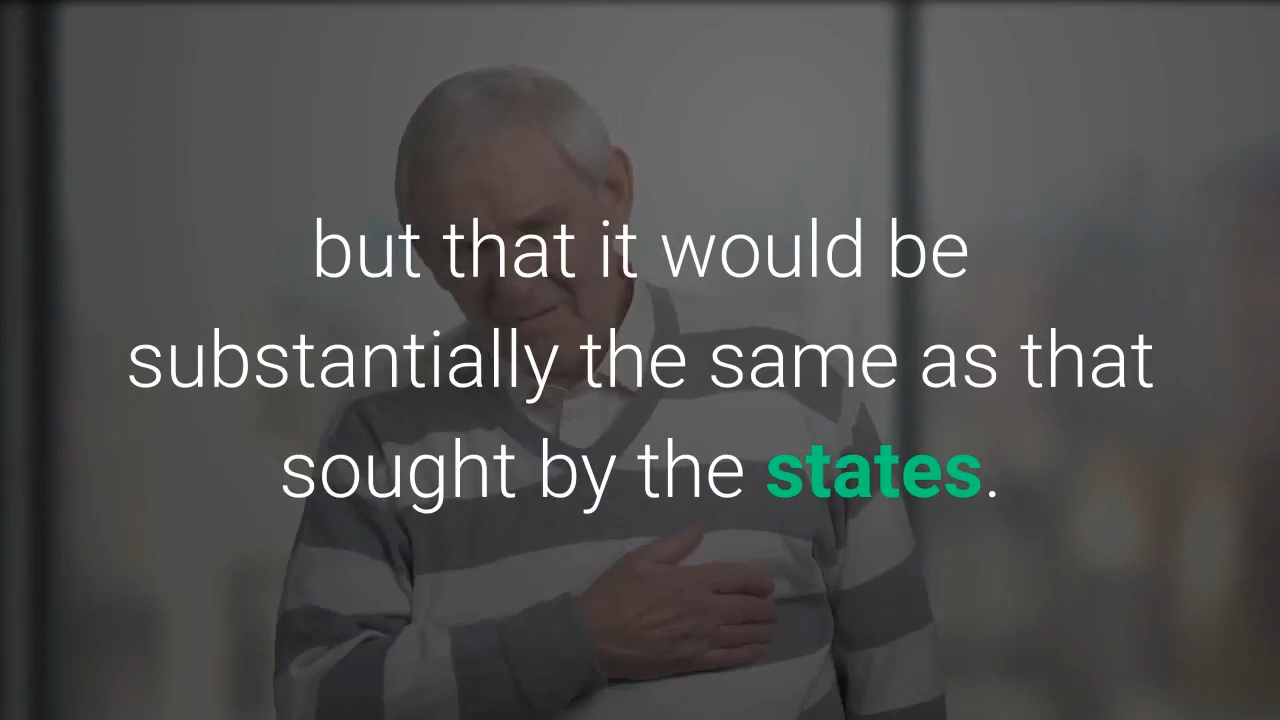 but that it would be
substantially the same as that
sought by the states.